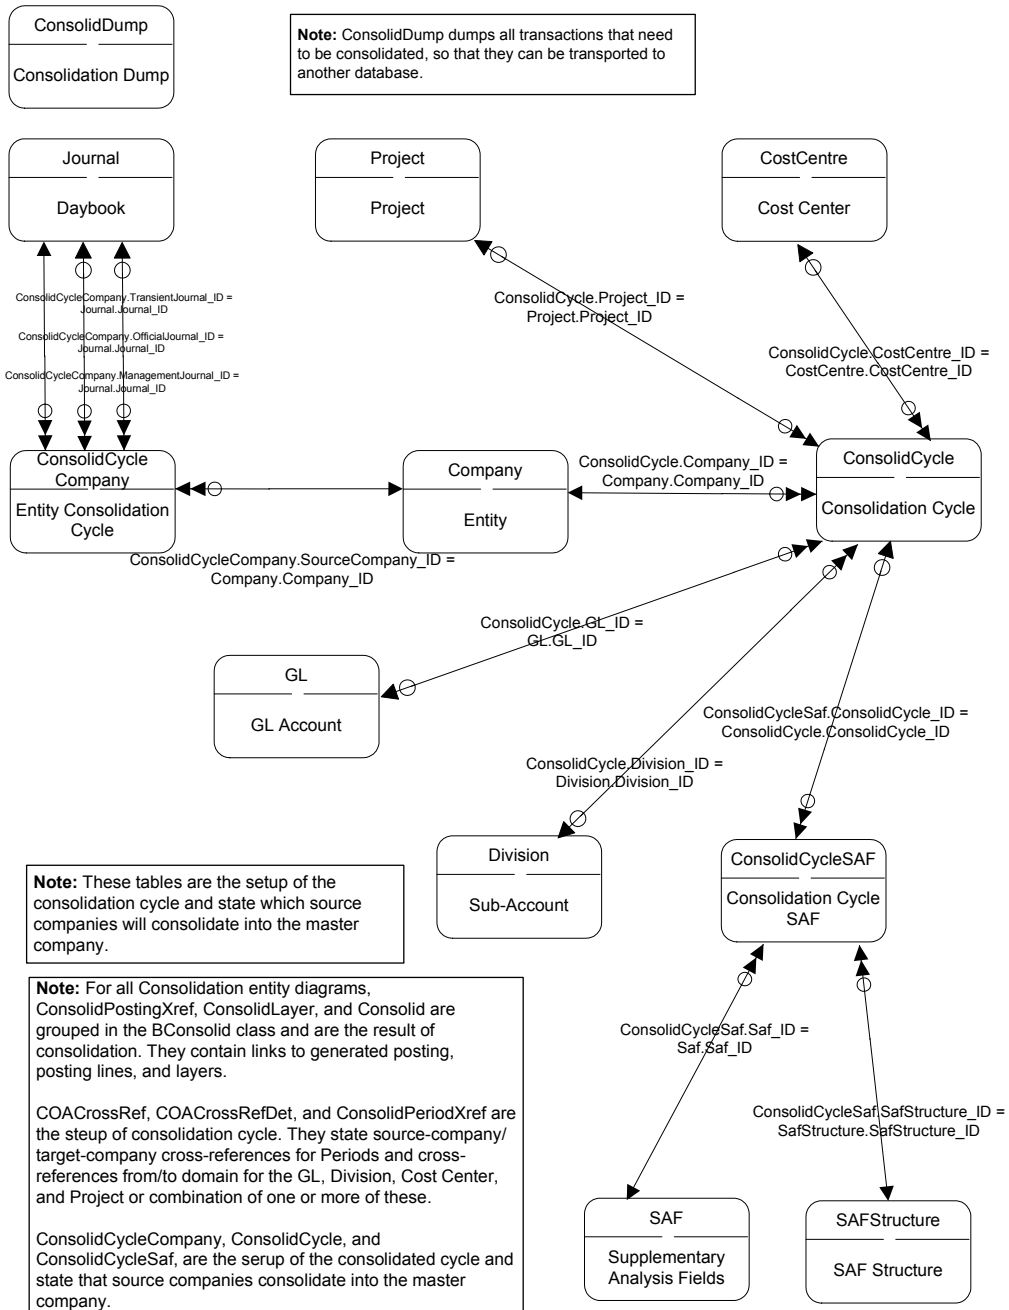 ConsolidDump
Consolidation Dump
Note: ConsolidDump dumps all transactions that need
to be consolidated, so that they can be transported to
another database.
Journal
Daybook
Project
Project
CostCentre
Cost Center
ConsolidCycleCompany.TransientJournal_ID =
Journal.Journal_ID
ConsolidCycleCompany.OfficialJournal_ID =
Journal.Journal_ID
ConsolidCycleCompany.ManagementJournal_ID =
Journal.Journal_ID
ConsolidCycle.Project_ID =
Project.Project_ID
ConsolidCycle.CostCentre_ID =
CostCentre.CostCentre_ID
ConsolidCycle
Company
Entity Consolidation
Cycle
Company
Entity
ConsolidCycle.Company_ID =
Company.Company_ID
ConsolidCycle
Consolidation Cycle
ConsolidCycleCompany.SourceCompany_ID =
Company.Company_ID
ConsolidCycle.GL_ID =
GL.GL_ID
GL
GL Account
ConsolidCycleSaf.ConsolidCycle_ID =
ConsolidCycle.ConsolidCycle_ID
ConsolidCycle.Division_ID =
Division.Division_ID
Division
Sub-Account
ConsolidCycleSAF
Consolidation Cycle
SAF
Note: These tables are the setup of the
consolidation cycle and state which source
companies will consolidate into the master
company.
Note: For all Consolidation entity diagrams,
ConsolidPostingXref, ConsolidLayer, and Consolid are
grouped in the BConsolid class and are the result of
consolidation. They contain links to generated posting,
posting lines, and layers.
COACrossRef, COACrossRefDet, and ConsolidPeriodXref are
the steup of consolidation cycle. They state source-company/
target-company cross-references for Periods and cross-
references from/to domain for the GL, Division, Cost Center,
and Project or combination of one or more of these.
ConsolidCycleCompany, ConsolidCycle, and
ConsolidCycleSaf, are the serup of the consolidated cycle and
state that source companies consolidate into the master
company.
ConsolidCycleSaf.Saf_ID =
Saf.Saf_ID
ConsolidCycleSaf.SafStructure_ID =
SafStructure.SafStructure_ID
SAF
Supplementary
Analysis Fields
SAFStructure
SAF Structure